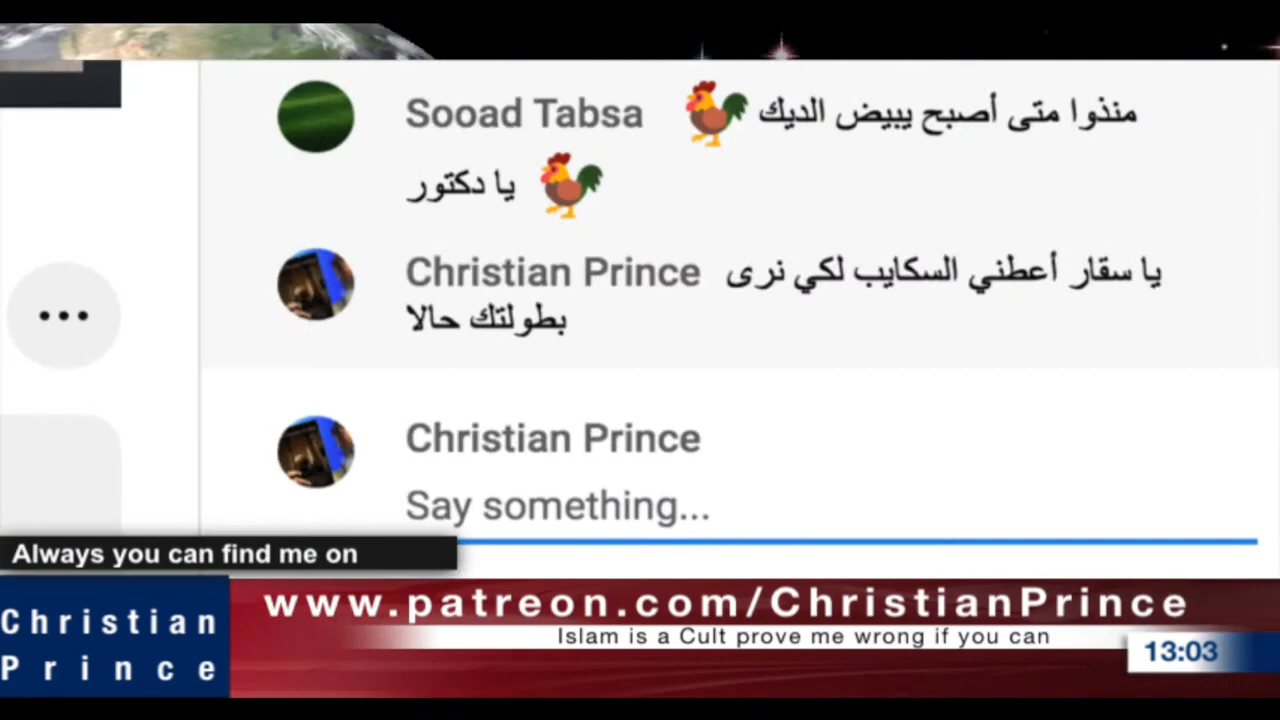 Sooad Tabsa منذوا متى أصبح يبيض الديك 🐓
🐓 يا دكتور
Christian Prince يا سقار أعطني السكايب لكي نرى
بطولتك حالا
Christian Prince
Say something...
Always you can find me on
www.patreon.com/ChristianPrince
Islam is a Cult prove me wrong if you can
Christian
Prince
13:03